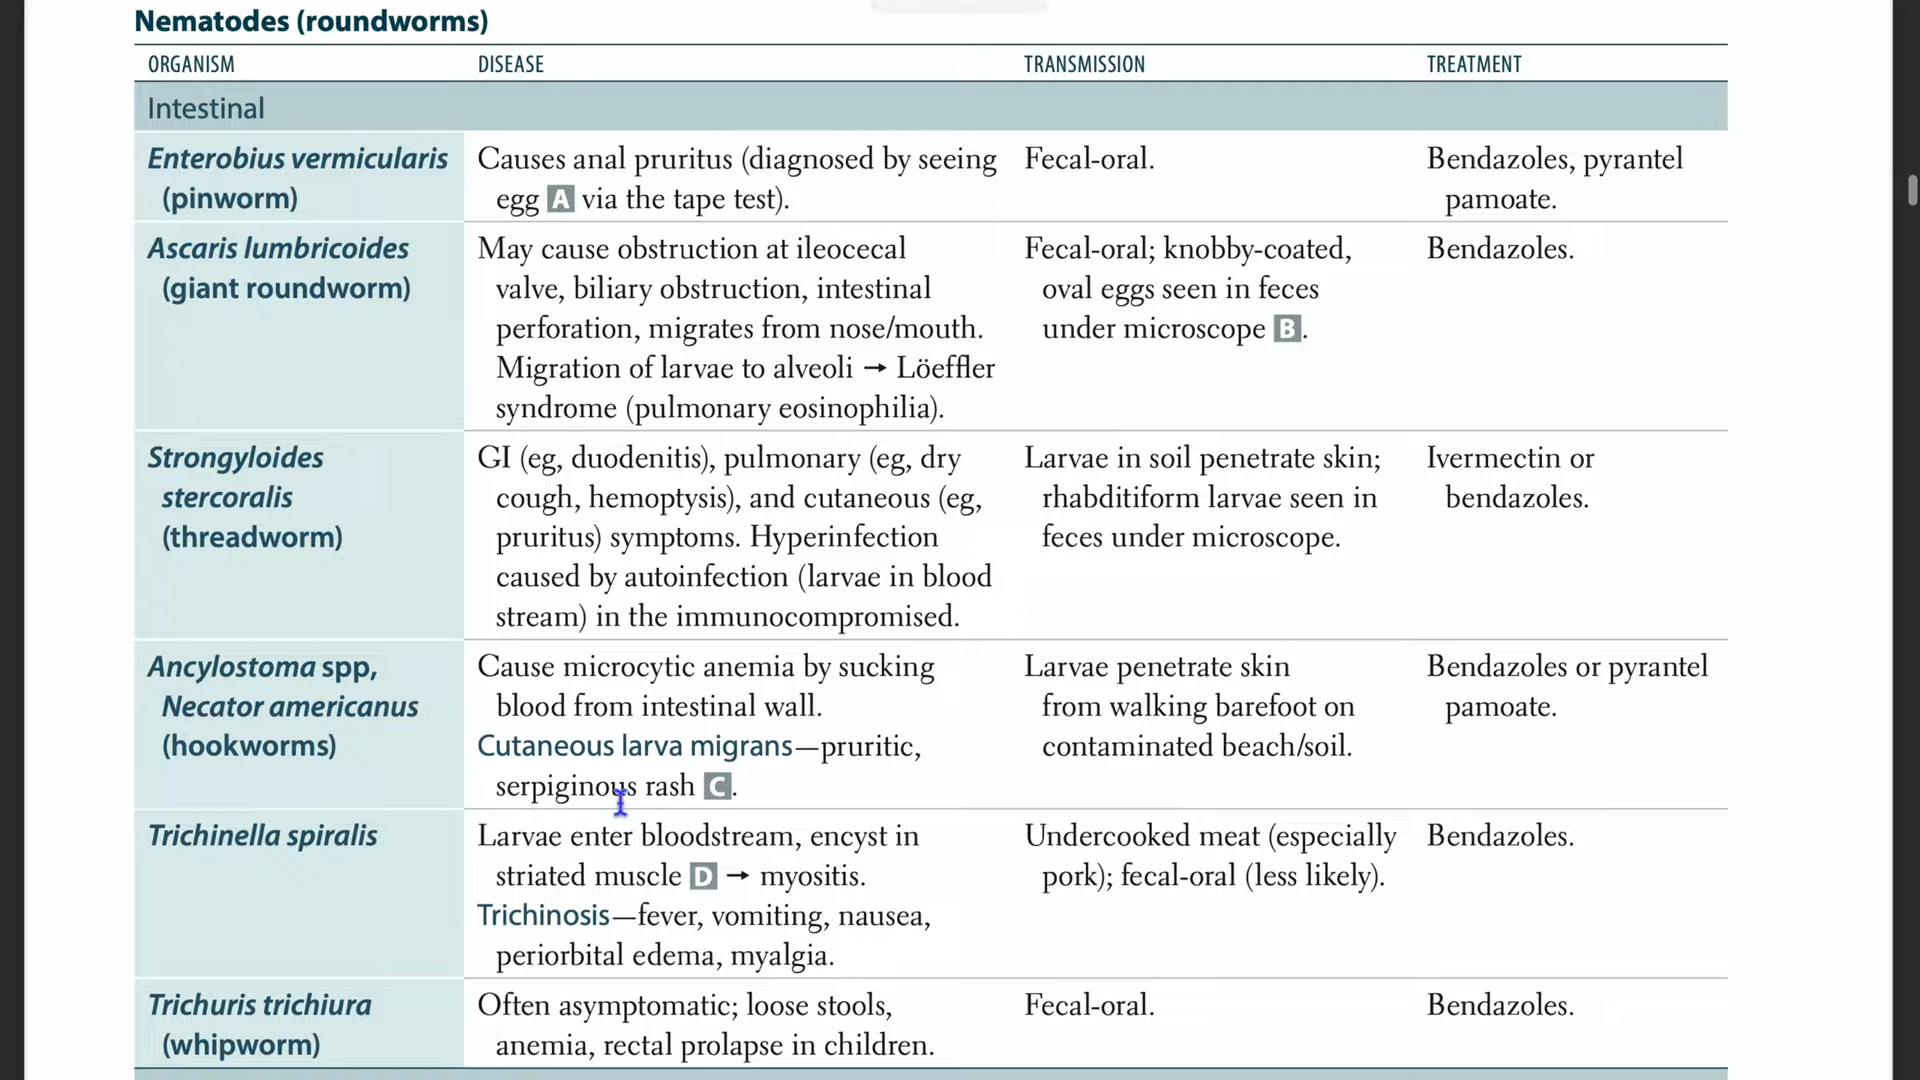 Nematodes (roundworms)
ORGANISM DISEASE TRANSMISSION TREATMENT
Intestinal
Enterobius vermicularis
(pinworm)
Causes anal pruritus (diagnosed by seeing
egg A via the tape test).
Fecal-oral.
Bendazoles, pyrantel
pamoate.
Ascaris lumbricoides
(giant roundworm)
May cause obstruction at ileocecal
valve, biliary obstruction, intestinal
perforation, migrates from nose/mouth.
Migration of larvae to alveoli → Löeffler
syndrome (pulmonary eosinophilia).
Fecal-oral; knobby-coated,
oval eggs seen in feces
under microscope B.
Bendazoles.
Strongyloides
stercoralis
(threadworm)
GI (eg, duodenitis), pulmonary (eg, dry
cough, hemoptysis), and cutaneous (eg,
pruritus) symptoms. Hyperinfection
caused by autoinfection (larvae in blood
stream) in the immunocompromised.
Larvae in soil penetrate skin;
rhabditiform larvae seen in
feces under microscope.
Ivermectin or
bendazoles.
Ancylostoma spp,
Necator americanus
(hookworms)
Cause microcytic anemia by sucking
blood from intestinal wall.
Cutaneous larva migrans—pruritic,
serpiginous rash C.
Larvae penetrate skin
from walking barefoot on
contaminated beach/soil.
Bendazoles or pyrantel
pamoate.
Trichinella spiralis
Larvae enter bloodstream, encyst in
striated muscle D → myositis.
Trichinosis—fever, vomiting, nausea,
periorbital edema, myalgia.
Undercooked meat (especially
pork); fecal-oral (less likely).
Bendazoles.
Trichuris trichiura
(whipworm)
Often asymptomatic; loose stools,
anemia, rectal prolapse in children.
Fecal-oral.
Bendazoles.